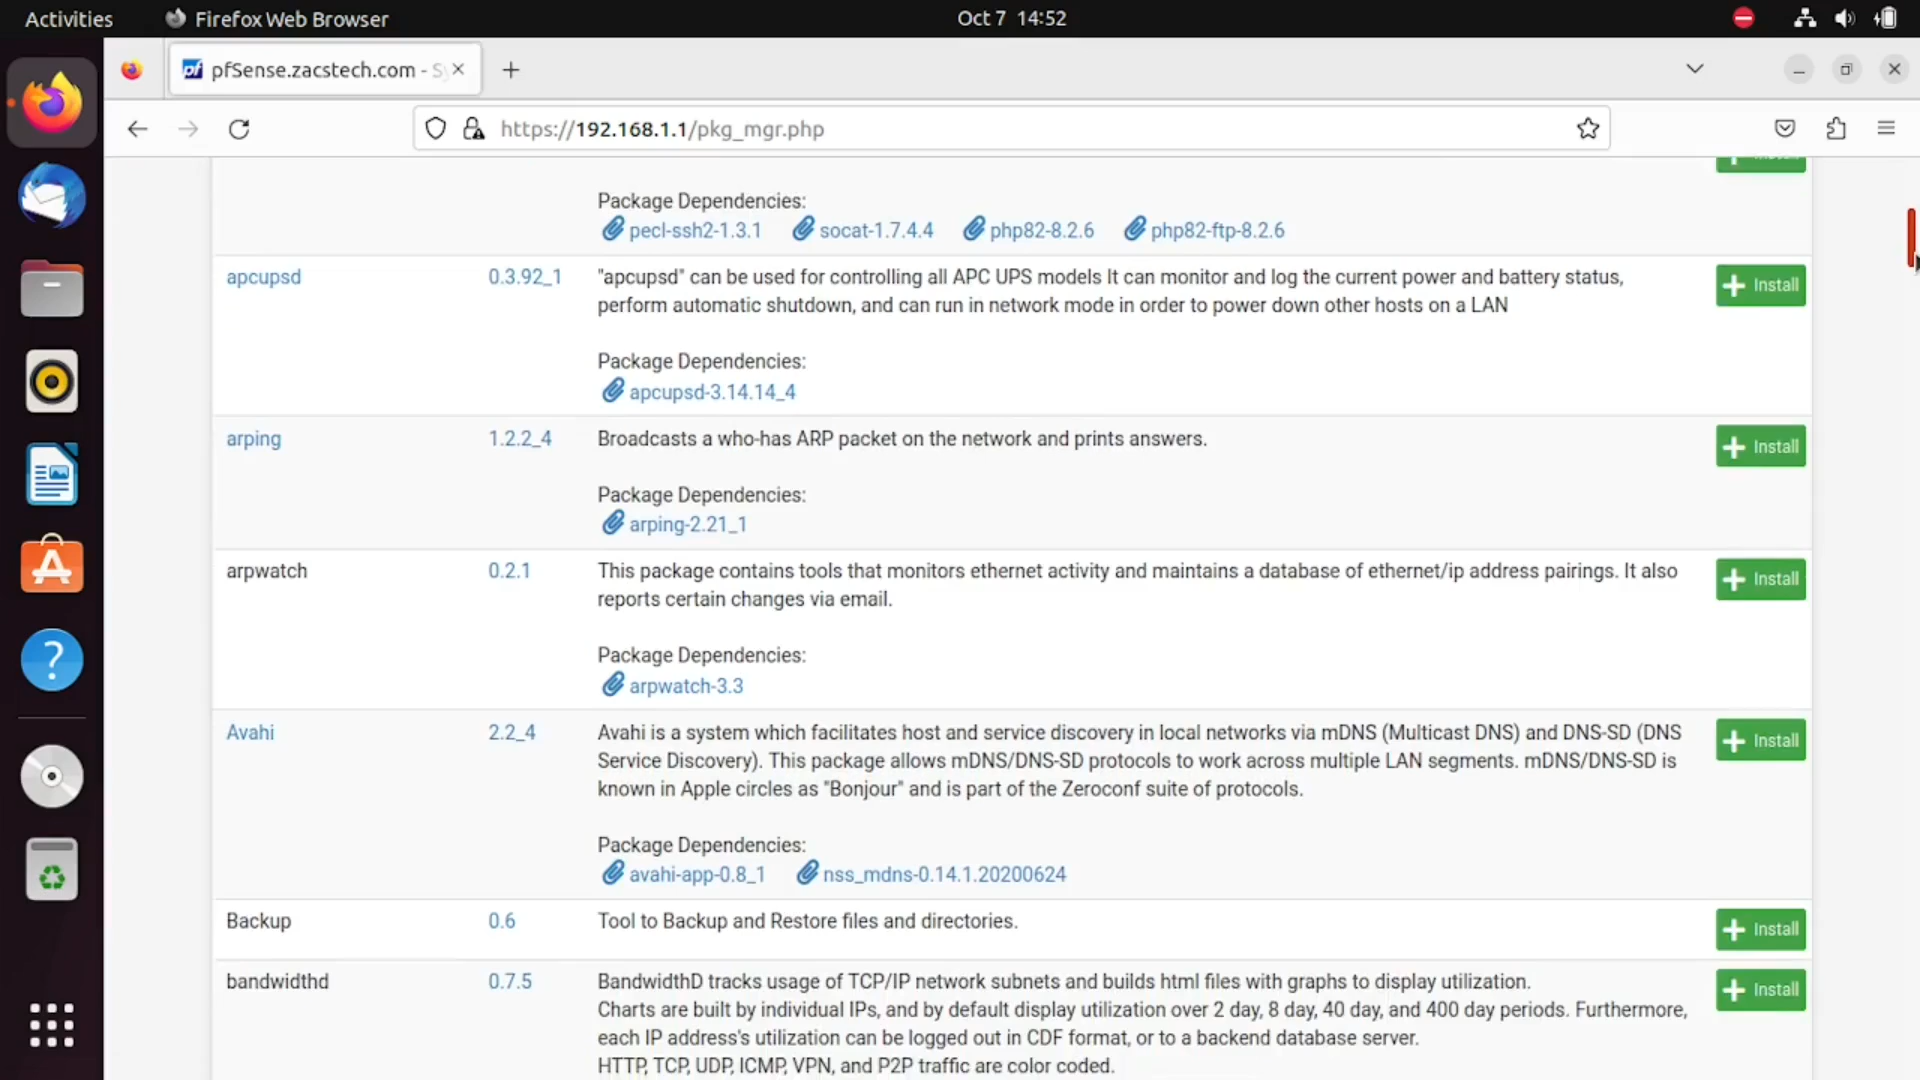 Activities Firefox Web Browser Oct 7 14:52
pfSense.zacstech.com - Sy
https://192.168.1.1/pkg_mgr.php
Install
Package Dependencies:
pecl-ssh2-1.3.1 socat-1.7.4.4 php82-8.2.6 php82-ftp-8.2.6
apcupsd 0.3.92_1 "apcupsd" can be used for controlling all APC UPS models It can monitor and log the current power and battery status, Install
perform automatic shutdown, and can run in network mode in order to power down other hosts on a LAN
Package Dependencies:
apcupsd-3.14.14_4
arping 1.2.2_4 Broadcasts a who-has ARP packet on the network and prints answers. Install
Package Dependencies:
arping-2.21_1
arpwatch 0.2.1 This package contains tools that monitors ethernet activity and maintains a database of ethernet/ip address pairings. It also Install
reports certain changes via email.
Package Dependencies:
arpwatch-3.3
Avahi 2.2_4 Avahi is a system which facilitates host and service discovery in local networks via mDNS (Multicast DNS) and DNS-SD (DNS Install
Service Discovery). This package allows mDNS/DNS-SD protocols to work across multiple LAN segments. mDNS/DNS-SD is
known in Apple circles as "Bonjour" and is part of the Zeroconf suite of protocols.
Package Dependencies:
avahi-app-0.8_1 nss_mdns-0.14.1.20200624
Backup 0.6 Tool to Backup and Restore files and directories. Install
bandwidthd 0.7.5 BandwidthD tracks usage of TCP/IP network subnets and builds html files with graphs to display utilization. Install
Charts are built by individual IPs, and by default display utilization over 2 day, 8 day, 40 day, and 400 day periods. Furthermore,
each IP address's utilization can be logged out in CDF format, or to a backend database server.
HTTP, TCP, UDP, ICMP, VPN, and P2P traffic are color coded.